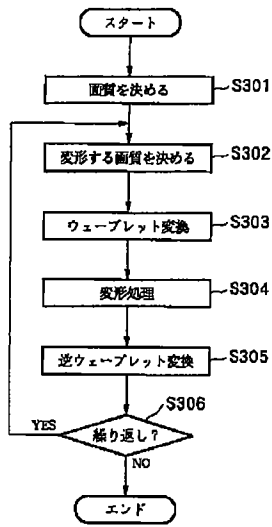 スタート
画質を決める
S301
変形する画質を決める
S302
ウェーブレット変換
S303
変形処理
S304
逆ウェーブレット変換
S305
S306
YES
繰り返し？
NO
エンド